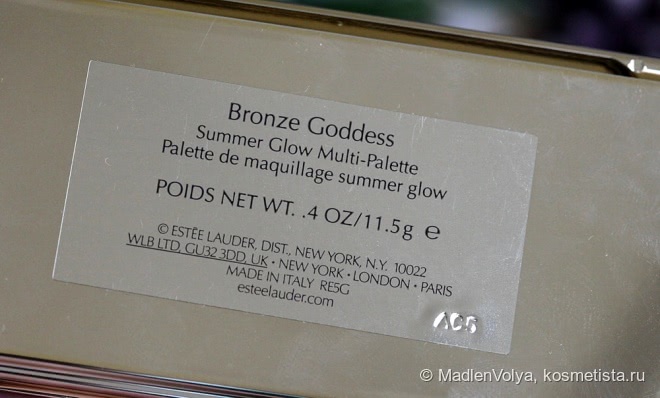 Bronze Goddess
Summer Glow Multi-Palette
Palette de maquillage summer glow
POIDS NET WT. .4 OZ/11.5g ℮
© ESTĒE LAUDER, DIST., NEW YORK, N.Y. 10022
WLB LTD, GU32 3DD, UK • NEW YORK • LONDON • PARIS
MADE IN ITALY RE5G
esteelauder.com
AC5
© MadlenVolya, kosmetista.ru